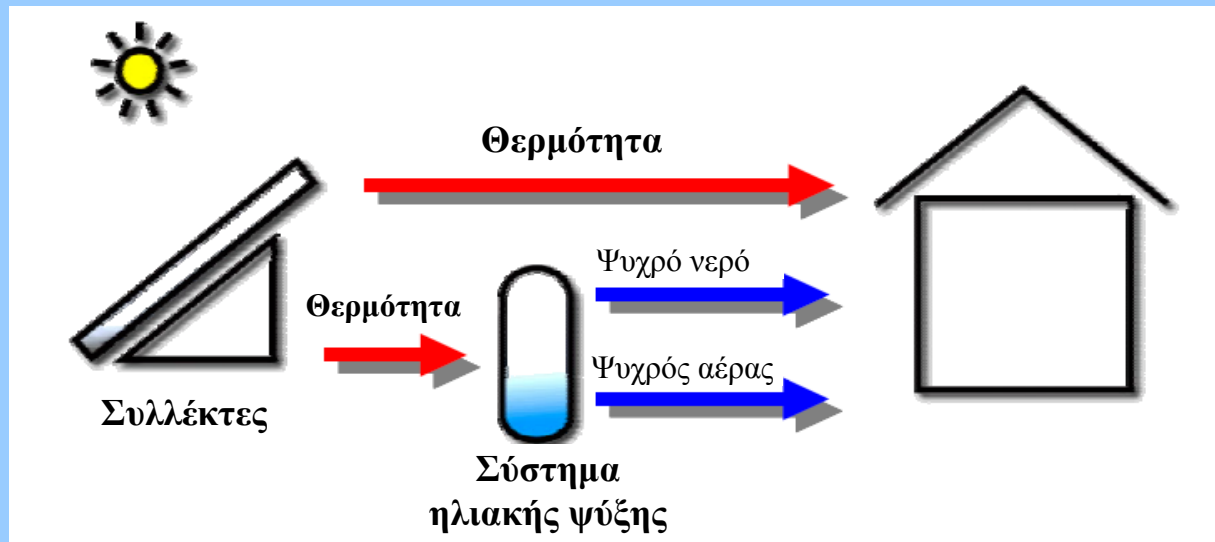 Θερμότητα
Ψυχρό νερό
Θερμότητα
Ψυχρός αέρας
Συλλέκτες
Σύστημα
ηλιακής ψύξης